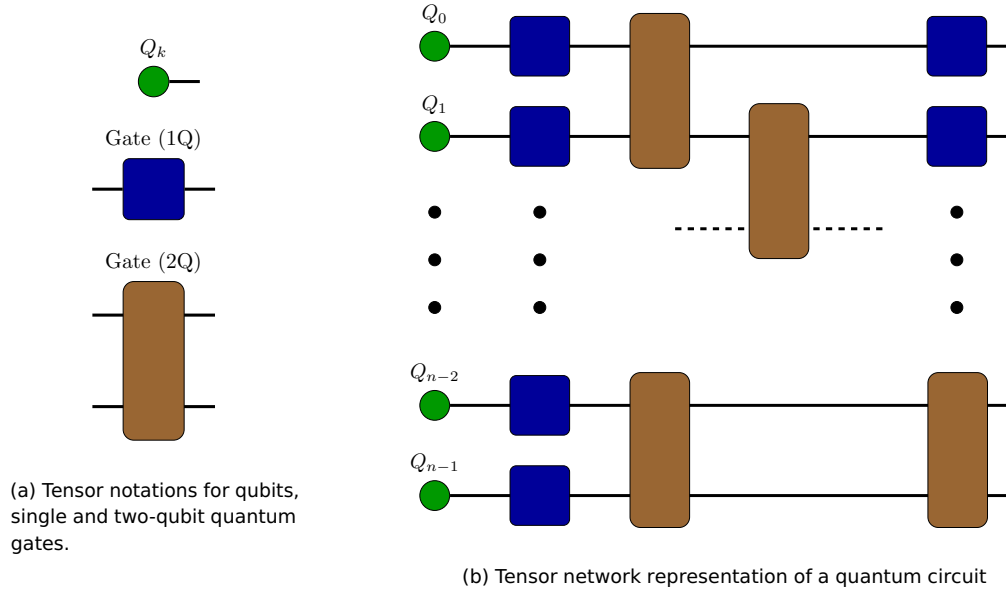 Q_k
Gate (1Q)
Gate (2Q)
(a) Tensor notations for qubits,
single and two-qubit quantum
gates.
Q_0
Q_1
Q_{n−2}
Q_{n−1}
(b) Tensor network representation of a quantum circuit